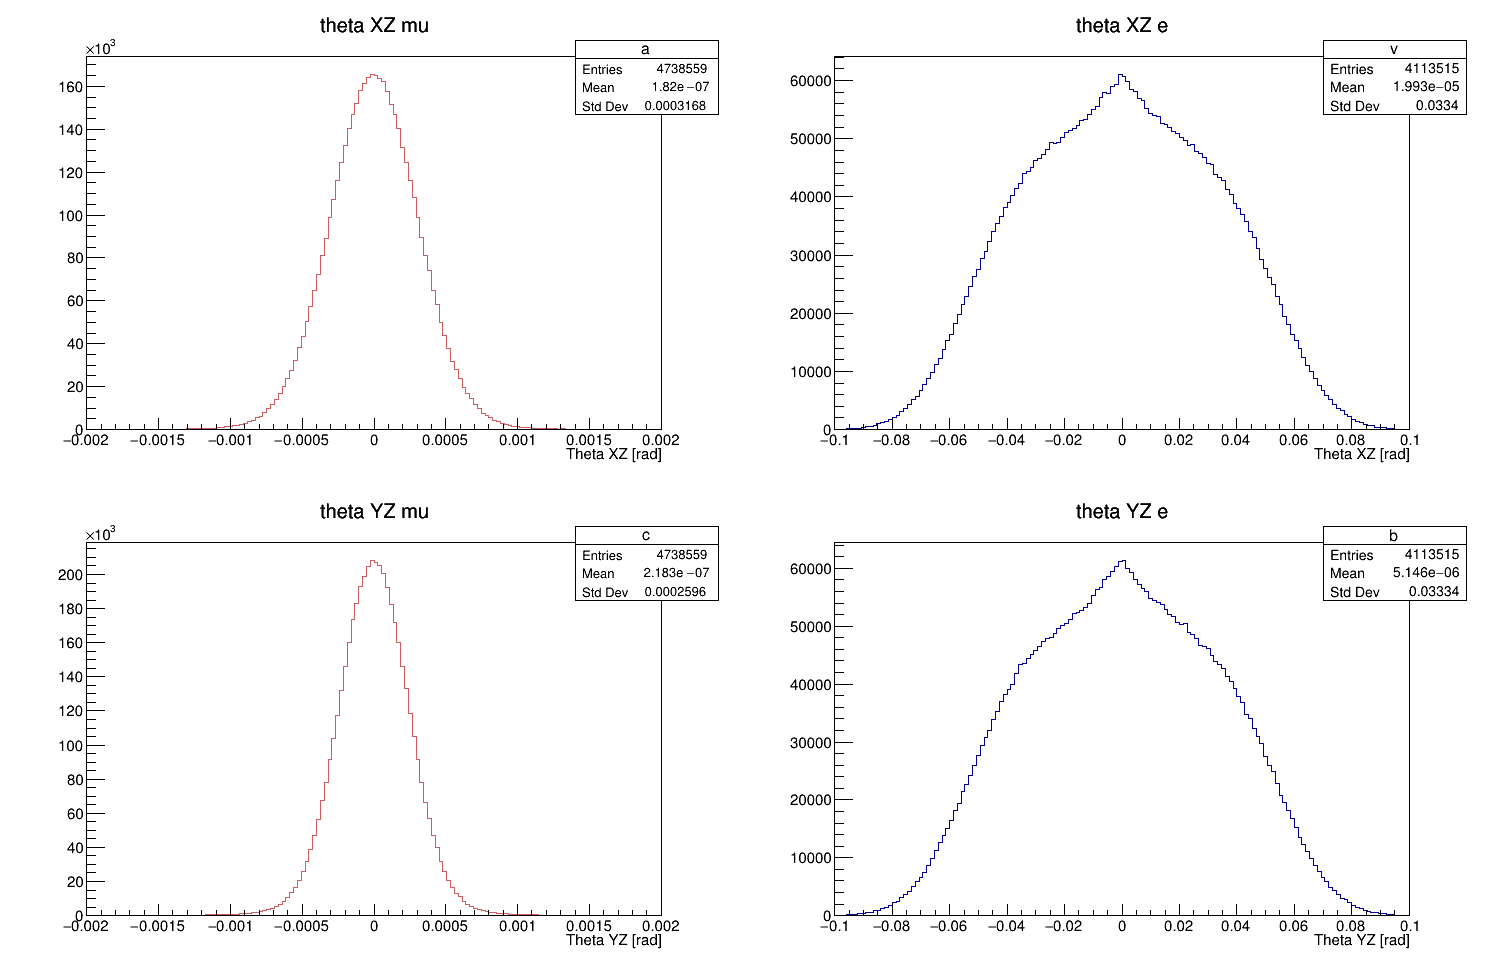 theta XZ mu
×10³
a
Entries 4738559
Mean 1.82e−07
Std Dev 0.0003168
160
140
120
100
80
60
40
20
0
−0.002 −0.0015 −0.001 −0.0005 0 0.0005 0.001 0.0015 0.002
Theta XZ [rad]
theta XZ e
v
Entries 4113515
Mean 1.993e−05
Std Dev 0.0334
60000
50000
40000
30000
20000
10000
0
−0.1 −0.08 −0.06 −0.04 −0.02 0 0.02 0.04 0.06 0.08 0.1
Theta XZ [rad]
theta YZ mu
×10³
c
Entries 4738559
Mean 2.183e−07
Std Dev 0.0002596
200
180
160
140
120
100
80
60
40
20
0
−0.002 −0.0015 −0.001 −0.0005 0 0.0005 0.001 0.0015 0.002
Theta YZ [rad]
theta YZ e
b
Entries 4113515
Mean 5.146e−06
Std Dev 0.03334
60000
50000
40000
30000
20000
10000
0
−0.1 −0.08 −0.06 −0.04 −0.02 0 0.02 0.04 0.06 0.08 0.1
Theta YZ [rad]